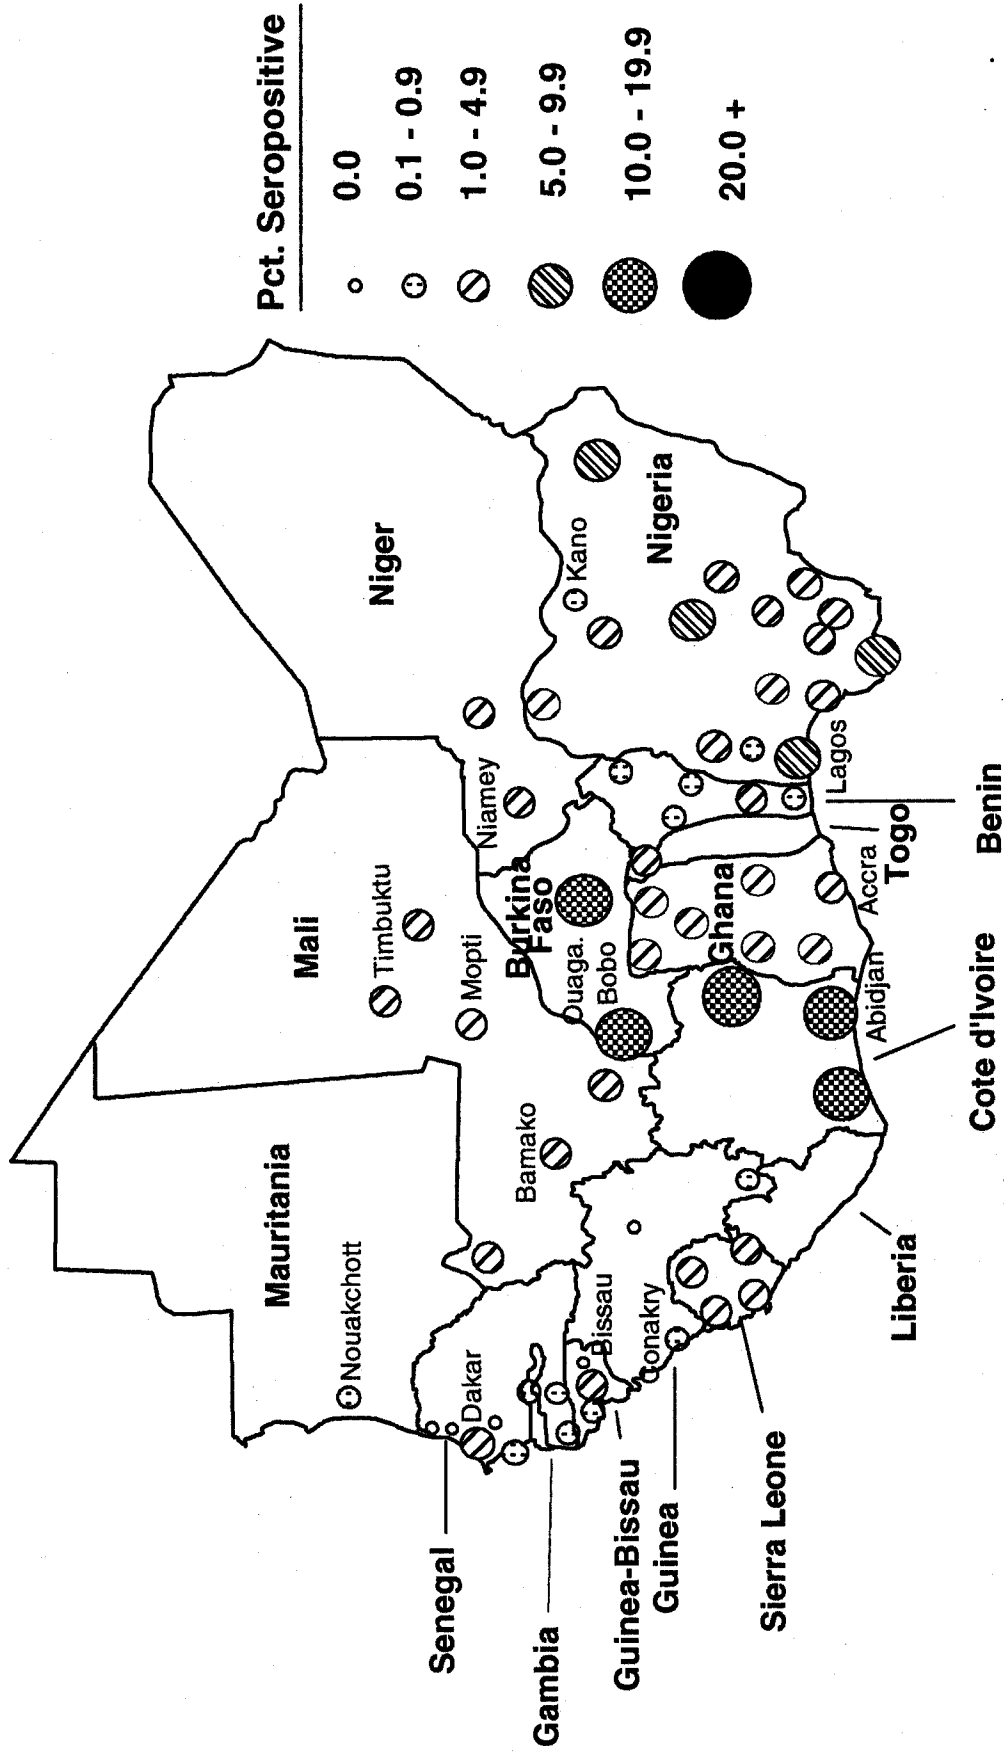 Pct. Seropositive
0.0
0.1 - 0.9
1.0 - 4.9
5.0 - 9.9
10.0 - 19.9
20.0 +
Mauritania
Nouakchott
Mali
Timbuktu
Mopti
Bamako
Niger
Niamey
Burkina
Faso
Ouaga.
Bobo
Nigeria
Kano
Lagos
Benin
Togo
Ghana
Accra
Cote d'Ivoire
Abidjan
Liberia
Sierra Leone
Guinea
Conakry
Guinea-Bissau
Bissau
Gambia
Senegal
Dakar